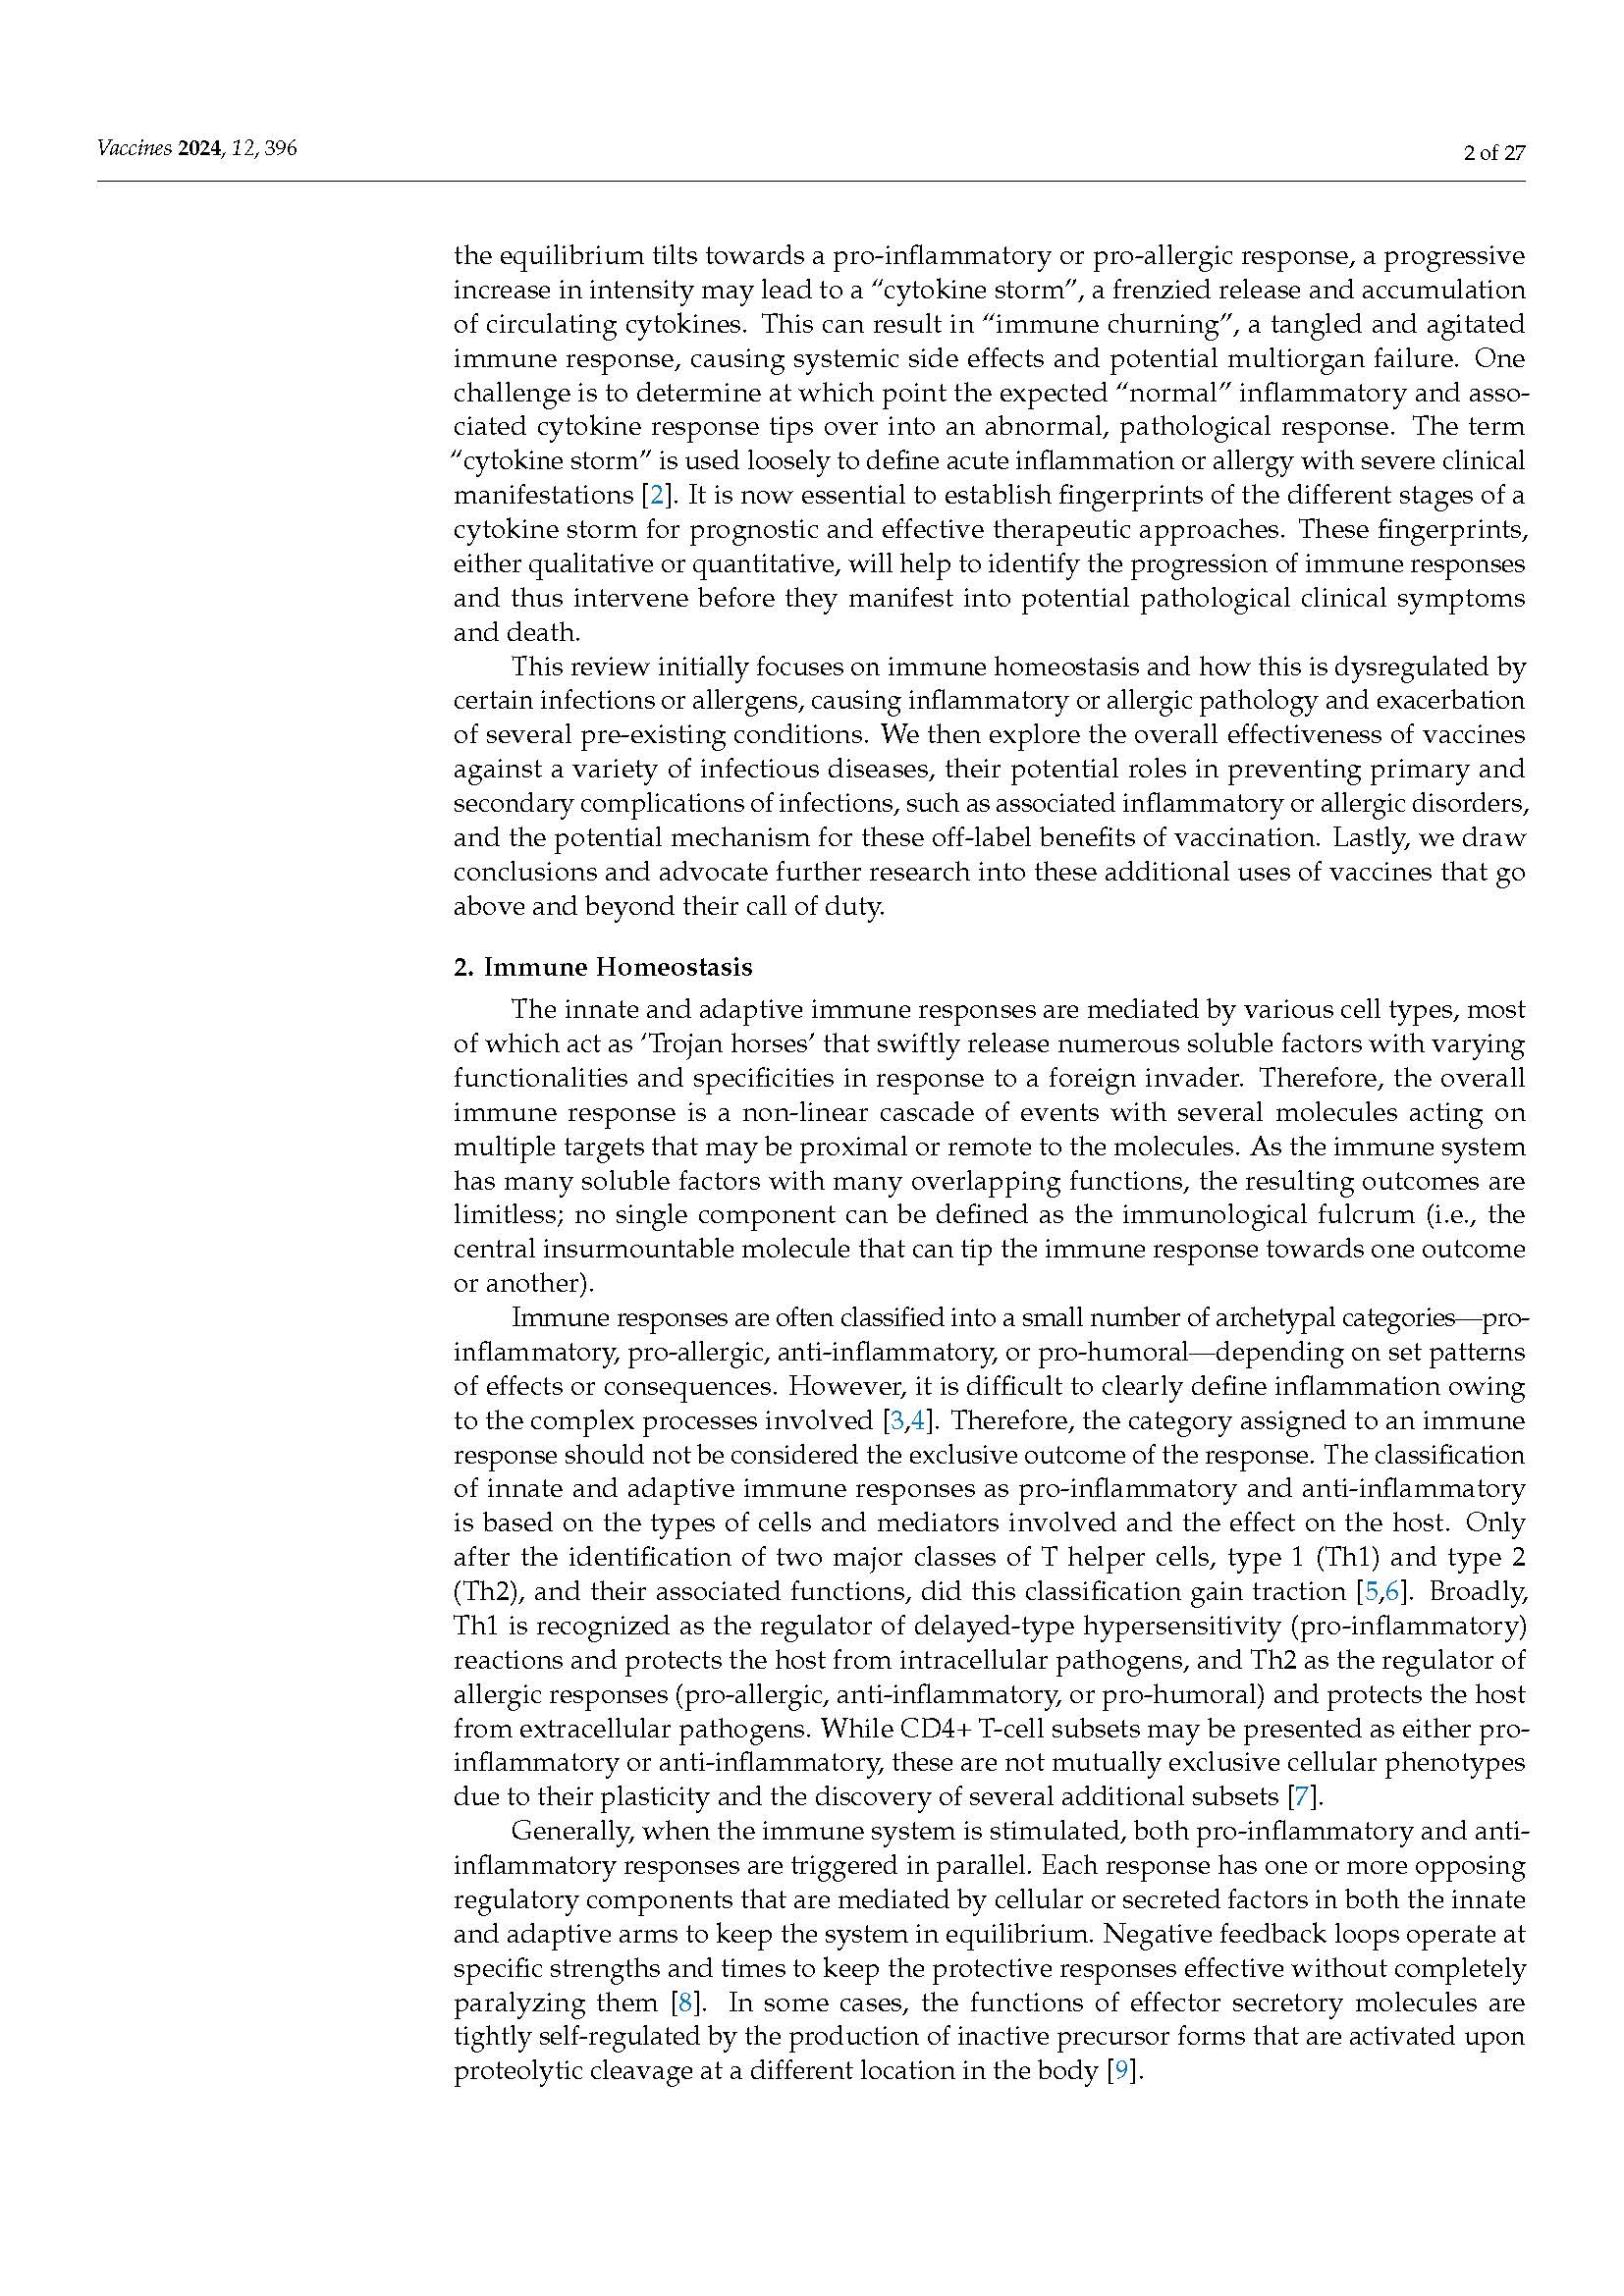 Vaccines 2024, 12, 396
2 of 27
the equilibrium tilts towards a pro-inflammatory or pro-allergic response, a progressive
increase in intensity may lead to a “cytokine storm”, a frenzied release and accumulation
of circulating cytokines. This can result in “immune churning”, a tangled and agitated
immune response, causing systemic side effects and potential multiorgan failure. One
challenge is to determine at which point the expected “normal” inflammatory and asso-
ciated cytokine response tips over into an abnormal, pathological response. The term
“cytokine storm” is used loosely to define acute inflammation or allergy with severe clinical
manifestations [2]. It is now essential to establish fingerprints of the different stages of a
cytokine storm for prognostic and effective therapeutic approaches. These fingerprints,
either qualitative or quantitative, will help to identify the progression of immune responses
and thus intervene before they manifest into potential pathological clinical symptoms
and death.
This review initially focuses on immune homeostasis and how this is dysregulated by
certain infections or allergens, causing inflammatory or allergic pathology and exacerbation
of several pre-existing conditions. We then explore the overall effectiveness of vaccines
against a variety of infectious diseases, their potential roles in preventing primary and
secondary complications of infections, such as associated inflammatory or allergic disorders,
and the potential mechanism for these off-label benefits of vaccination. Lastly, we draw
conclusions and advocate further research into these additional uses of vaccines that go
above and beyond their call of duty.
2. Immune Homeostasis
The innate and adaptive immune responses are mediated by various cell types, most
of which act as ‘Trojan horses’ that swiftly release numerous soluble factors with varying
functionalities and specificities in response to a foreign invader. Therefore, the overall
immune response is a non-linear cascade of events with several molecules acting on
multiple targets that may be proximal or remote to the molecules. As the immune system
has many soluble factors with many overlapping functions, the resulting outcomes are
limitless; no single component can be defined as the immunological fulcrum (i.e., the
central insurmountable molecule that can tip the immune response towards one outcome
or another).
Immune responses are often classified into a small number of archetypal categories—pro-
inflammatory, pro-allergic, anti-inflammatory, or pro-humoral—depending on set patterns
of effects or consequences. However, it is difficult to clearly define inflammation owing
to the complex processes involved [3,4]. Therefore, the category assigned to an immune
response should not be considered the exclusive outcome of the response. The classification
of innate and adaptive immune responses as pro-inflammatory and anti-inflammatory
is based on the types of cells and mediators involved and the effect on the host. Only
after the identification of two major classes of T helper cells, type 1 (Th1) and type 2
(Th2), and their associated functions, did this classification gain traction [5,6]. Broadly,
Th1 is recognized as the regulator of delayed-type hypersensitivity (pro-inflammatory)
reactions and protects the host from intracellular pathogens, and Th2 as the regulator of
allergic responses (pro-allergic, anti-inflammatory, or pro-humoral) and protects the host
from extracellular pathogens. While CD4+ T-cell subsets may be presented as either pro-
inflammatory or anti-inflammatory, these are not mutually exclusive cellular phenotypes
due to their plasticity and the discovery of several additional subsets [7].
Generally, when the immune system is stimulated, both pro-inflammatory and anti-
inflammatory responses are triggered in parallel. Each response has one or more opposing
regulatory components that are mediated by cellular or secreted factors in both the innate
and adaptive arms to keep the system in equilibrium. Negative feedback loops operate at
specific strengths and times to keep the protective responses effective without completely
paralyzing them [8]. In some cases, the functions of effector secretory molecules are
tightly self-regulated by the production of inactive precursor forms that are activated upon
proteolytic cleavage at a different location in the body [9].